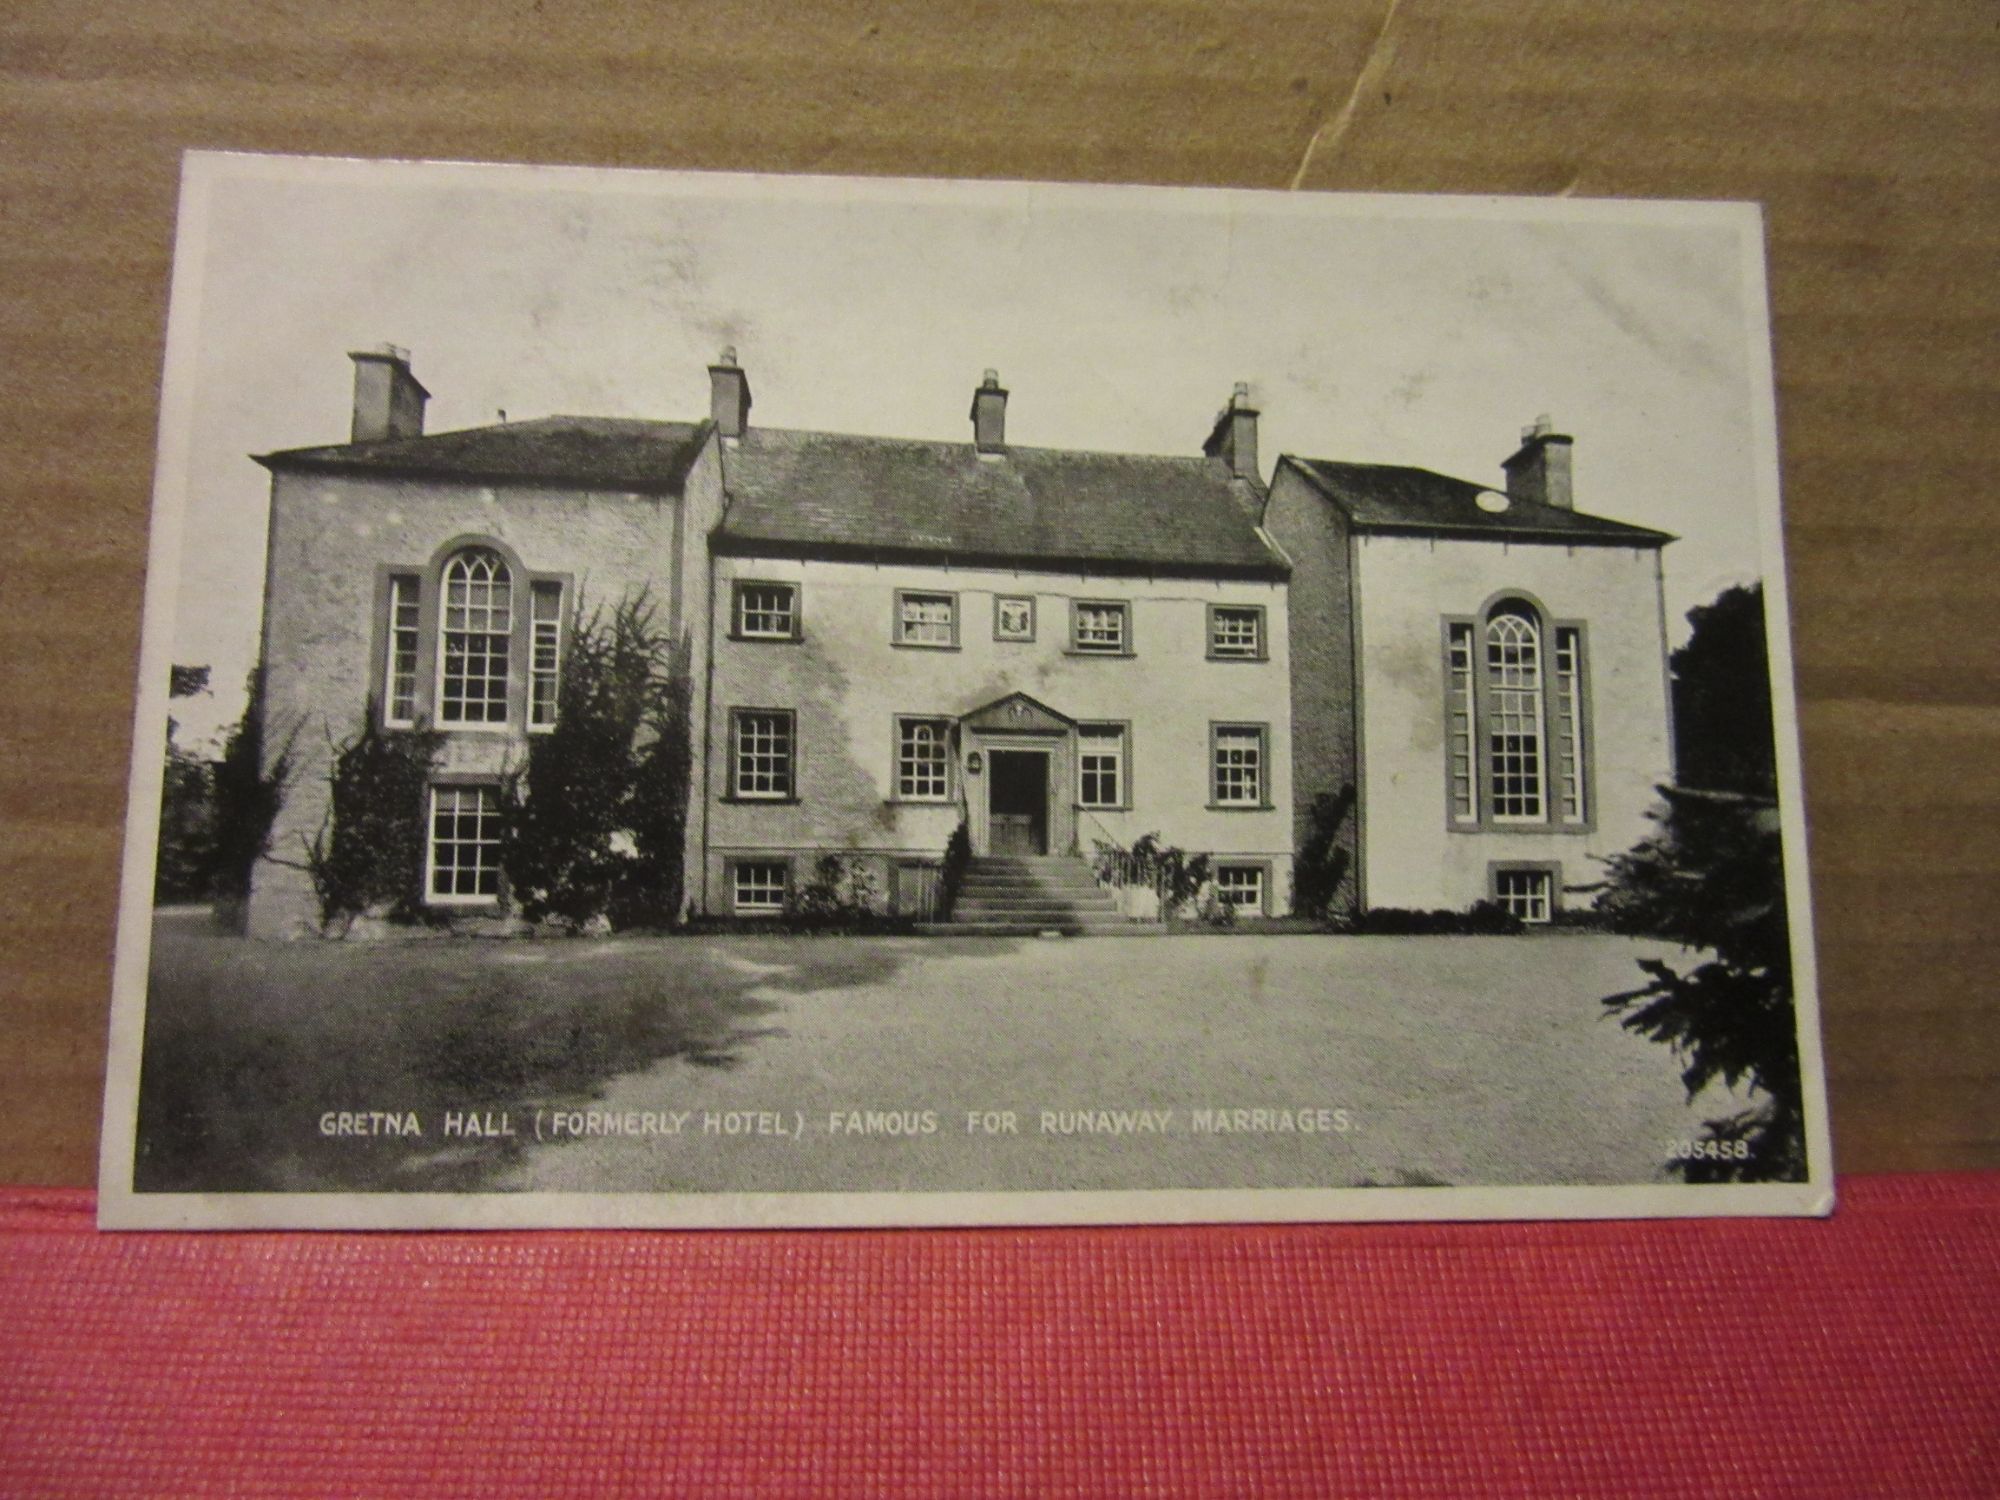 GRETNA HALL (FORMERLY HOTEL) FAMOUS FOR RUNAWAY MARRIAGES.
205458.